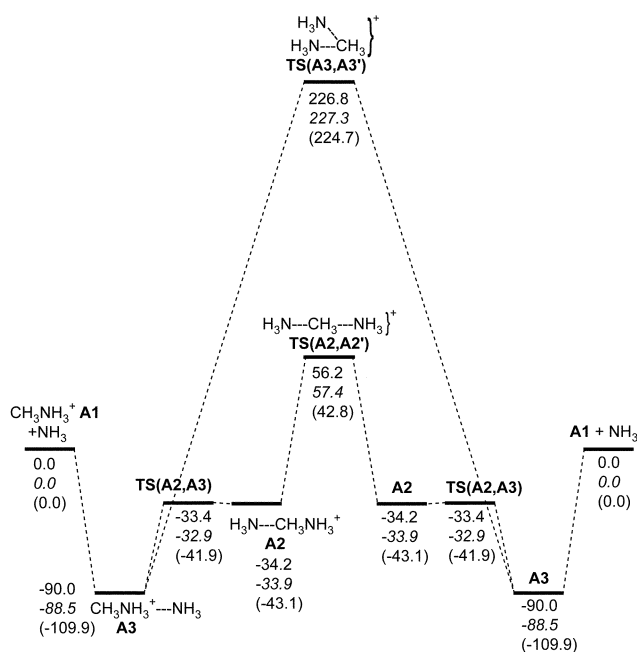 H₃N
H₃N---CH₃}⁺
TS(A3,A3')
226.8
227.3
(224.7)
H₃N---CH₃---NH₃}⁺
TS(A2,A2')
56.2
57.4
(42.8)
CH₃NH₃⁺ A1
+NH₃
0.0
0.0
(0.0)
A1 + NH₃
0.0
0.0
(0.0)
TS(A2,A3)
-33.4
-32.9
(-41.9)
H₃N---CH₃NH₃⁺
A2
-34.2
-33.9
(-43.1)
A2
-34.2
-33.9
(-43.1)
TS(A2,A3)
-33.4
-32.9
(-41.9)
-90.0
-88.5
(-109.9)
CH₃NH₃⁺---NH₃
A3
A3
-90.0
-88.5
(-109.9)